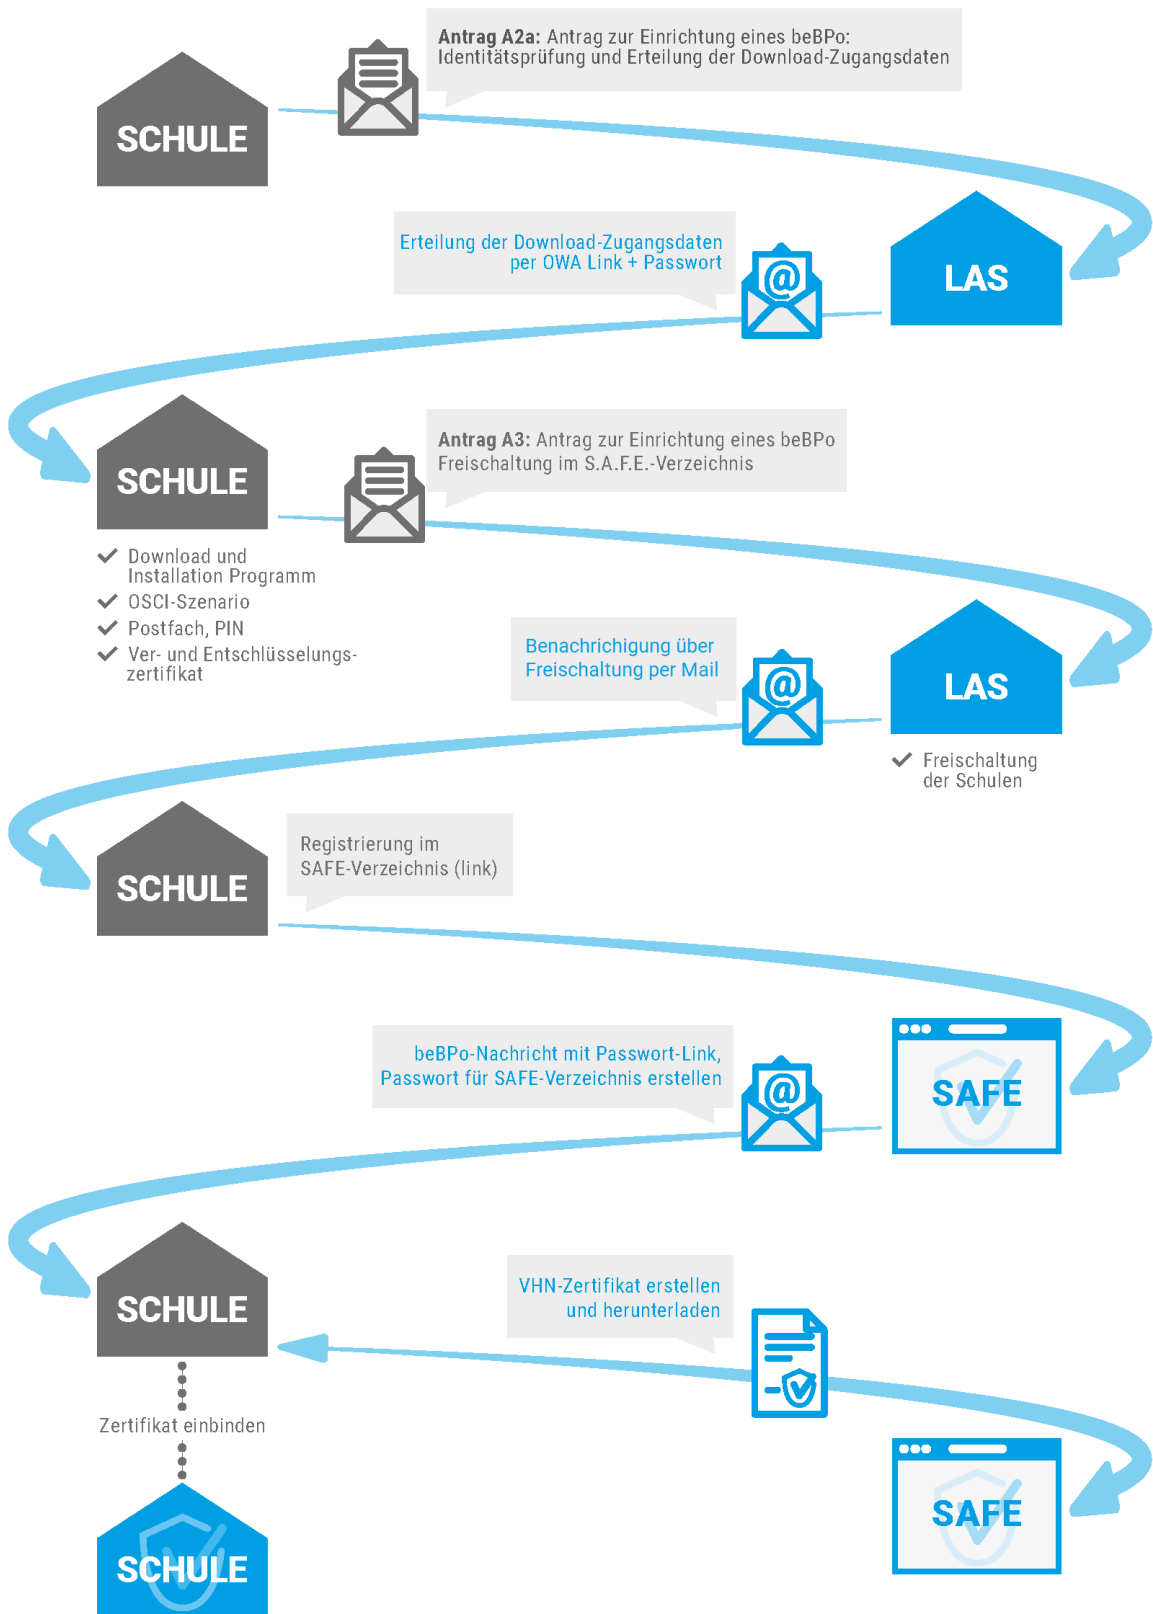 Antrag A2a: Antrag zur Einrichtung eines beBPo:
Identitätsprüfung und Erteilung der Download-Zugangsdaten
SCHULE
Erteilung der Download-Zugangsdaten
per OWA Link + Passwort
@
LAS
Antrag A3: Antrag zur Einrichtung eines beBPo
Freischaltung im S.A.F.E.-Verzeichnis
SCHULE
Download und
Installation Programm
OSCI-Szenario
Postfach, PIN
Ver- und Entschlüsselungs-
zertifikat
Benachrichigung über
Freischaltung per Mail
@
LAS
Freischaltung
der Schulen
Registrierung im
SAFE-Verzeichnis (link)
SCHULE
beBPo-Nachricht mit Passwort-Link,
Passwort für SAFE-Verzeichnis erstellen
@
SAFE
VHN-Zertifikat erstellen
und herunterladen
SCHULE
Zertifikat einbinden
SAFE
SCHULE